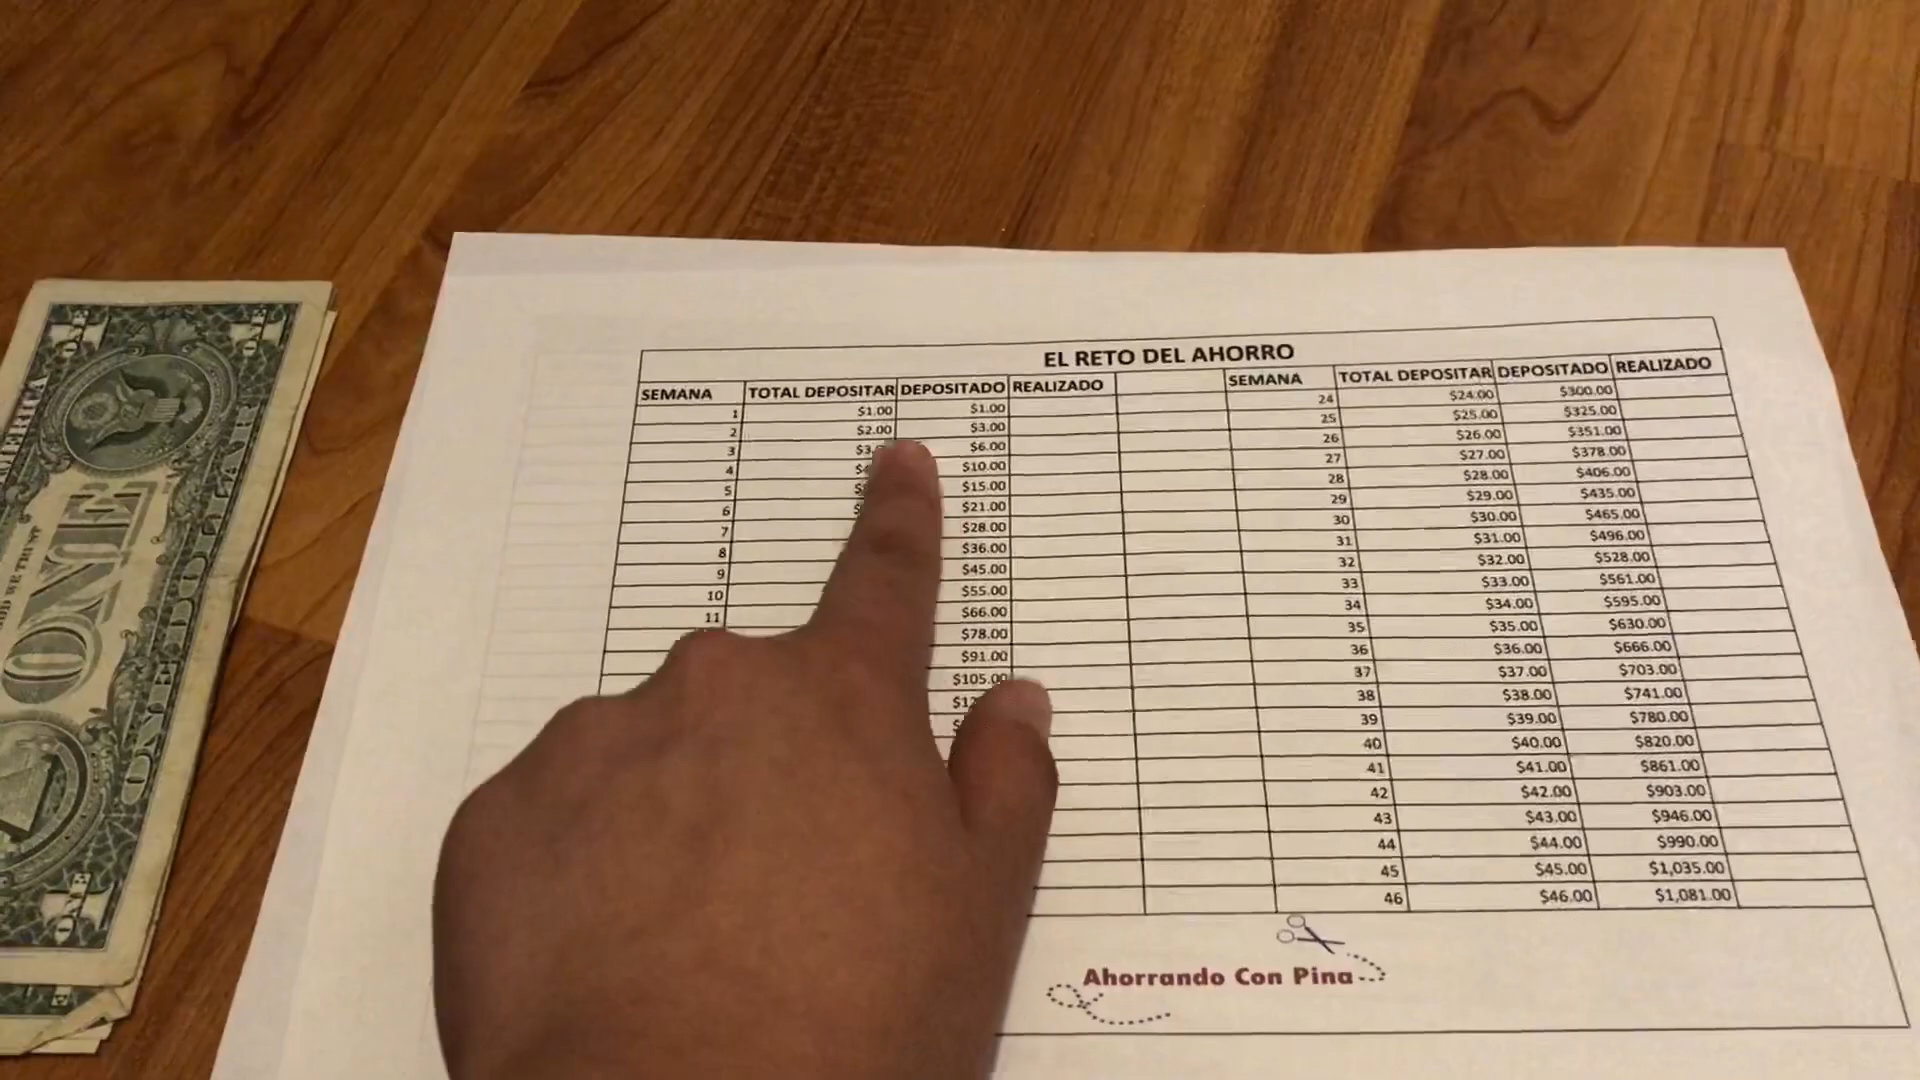 EL RETO DEL AHORRO
SEMANA TOTAL DEPOSITAR DEPOSITADO REALIZADO SEMANA TOTAL DEPOSITAR DEPOSITADO REALIZADO
1 $1.00 $1.00 24 $24.00 $300.00
2 $2.00 $3.00 25 $25.00 $325.00
3 $6.00 26 $26.00 $351.00
4 $10.00 27 $27.00 $378.00
5 $15.00 28 $28.00 $406.00
6 $21.00 29 $29.00 $435.00
7 $28.00 30 $30.00 $465.00
8 $36.00 31 $31.00 $496.00
9 $45.00 32 $32.00 $528.00
10 $55.00 33 $33.00 $561.00
11 $66.00 34 $34.00 $595.00
$78.00 35 $35.00 $630.00
$91.00 36 $36.00 $666.00
$105.00 37 $37.00 $703.00
38 $38.00 $741.00
39 $39.00 $780.00
40 $40.00 $820.00
41 $41.00 $861.00
42 $42.00 $903.00
43 $43.00 $946.00
44 $44.00 $990.00
45 $45.00 $1,035.00
46 $46.00 $1,081.00
Ahorrando Con Pina
AMERICA
WE TRUST
ONE
ONE DOLLAR
ONE
ONE
ONE